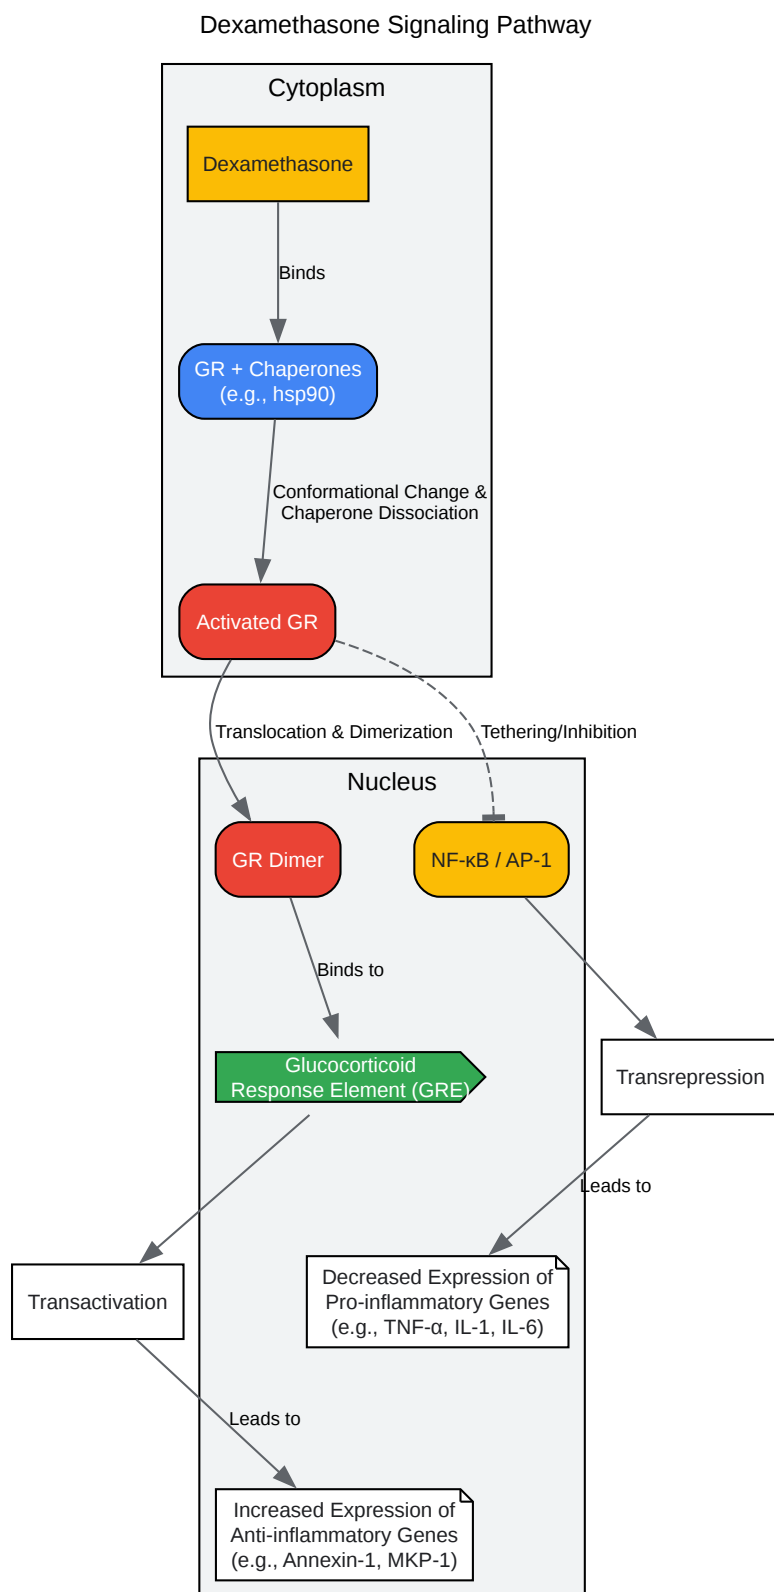 Dexamethasone Signaling Pathway
Cytoplasm
Dexamethasone
Binds
GR + Chaperones
(e.g., hsp90)
Conformational Change &
Chaperone Dissociation
Activated GR
Translocation & Dimerization
Tethering/Inhibition
Nucleus
GR Dimer
NF-κB / AP-1
Binds to
Glucocorticoid
Response Element (GRE)
Transrepression
Leads to
Transactivation
Decreased Expression of
Pro-inflammatory Genes
(e.g., TNF-α, IL-1, IL-6)
Leads to
Increased Expression of
Anti-inflammatory Genes
(e.g., Annexin-1, MKP-1)